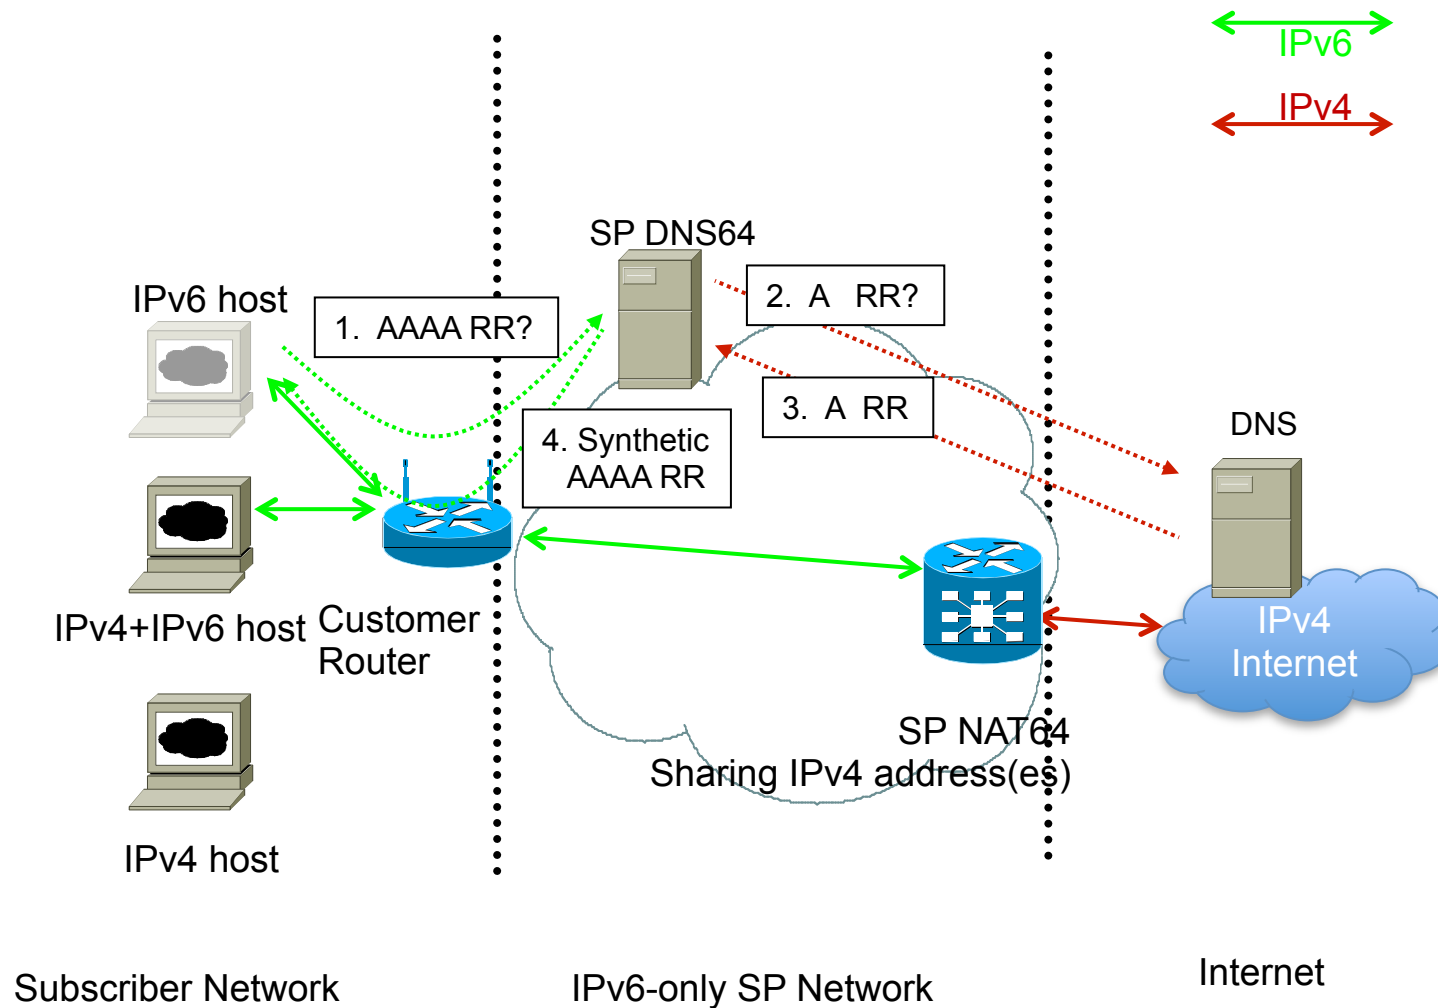 IPv6
IPv4
SP DNS64
IPv6 host
1. AAAA RR?
2. A RR?
3. A RR
4. Synthetic
AAAA RR
DNS
IPv4+IPv6 host
Customer
Router
IPv4
Internet
SP NAT64
Sharing IPv4 address(es)
IPv4 host
Subscriber Network
IPv6-only SP Network
Internet